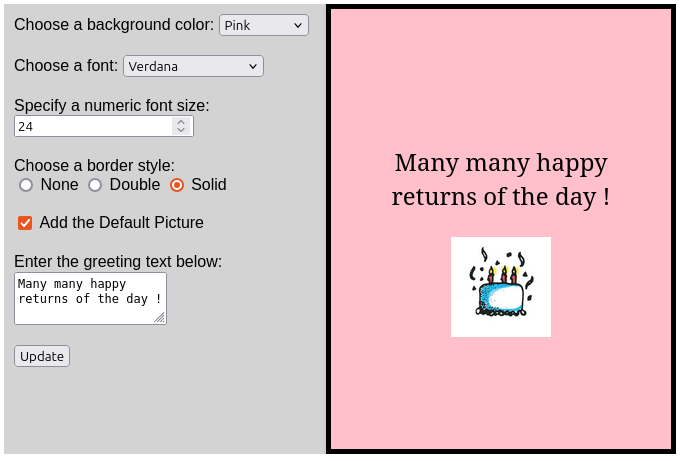 Choose a background color: Pink
Choose a font: Verdana
Specify a numeric font size:
24
Choose a border style:
None Double Solid
Add the Default Picture
Enter the greeting text below:
Many many happy
returns of the day !
Update
Many many happy
returns of the day !